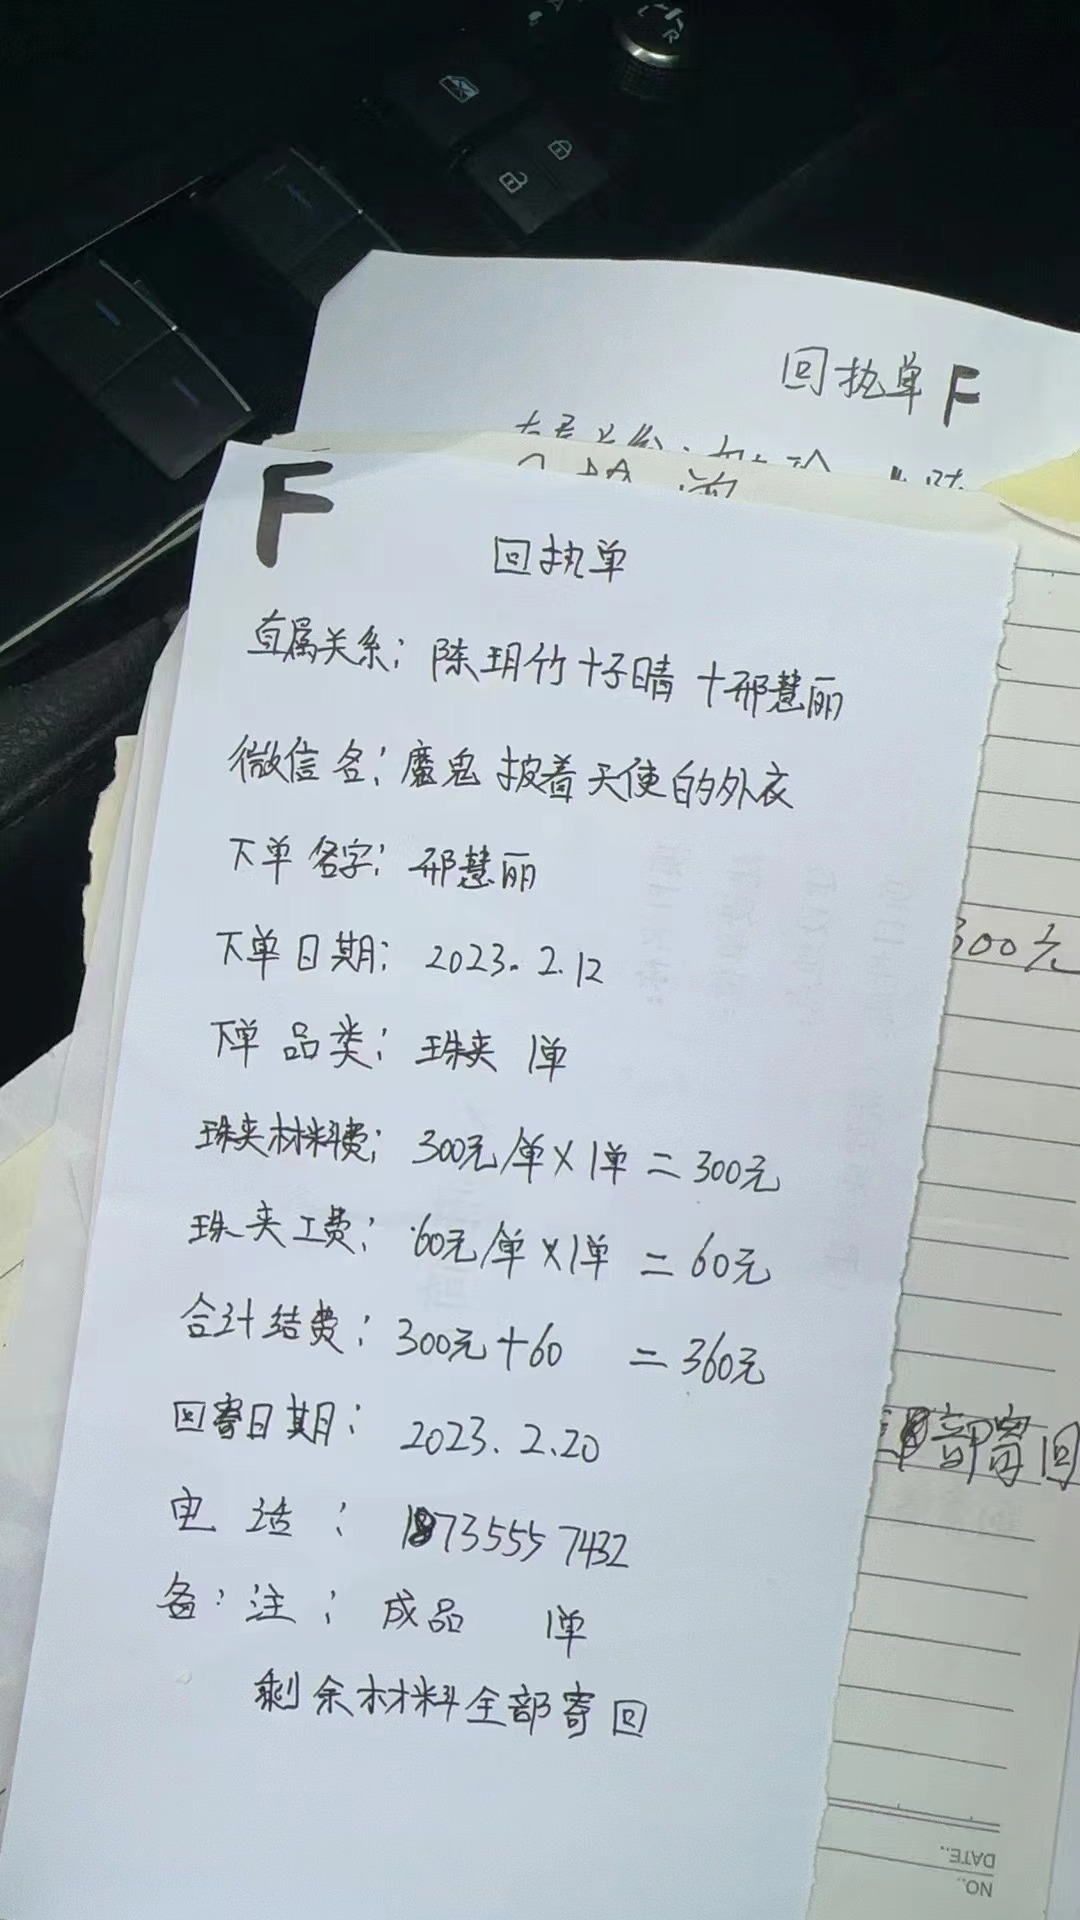 回执单 F
F
回执单
直属关系：陈玥竹+子晴+邢慧丽
微信名：魔鬼披着天使的外衣
下单名字：邢慧丽
下单日期：2023.2.12
下单品类：珠夹 1单
珠夹材料费：300元/单×1单=300元
珠夹工费：60元/单×1单=60元
合计结费：300元+60 =360元
回寄日期：2023.2.20
电话：18735557432
备注：成品 1单
剩余材料全部寄回
300元
部寄回
DATE.
NO.